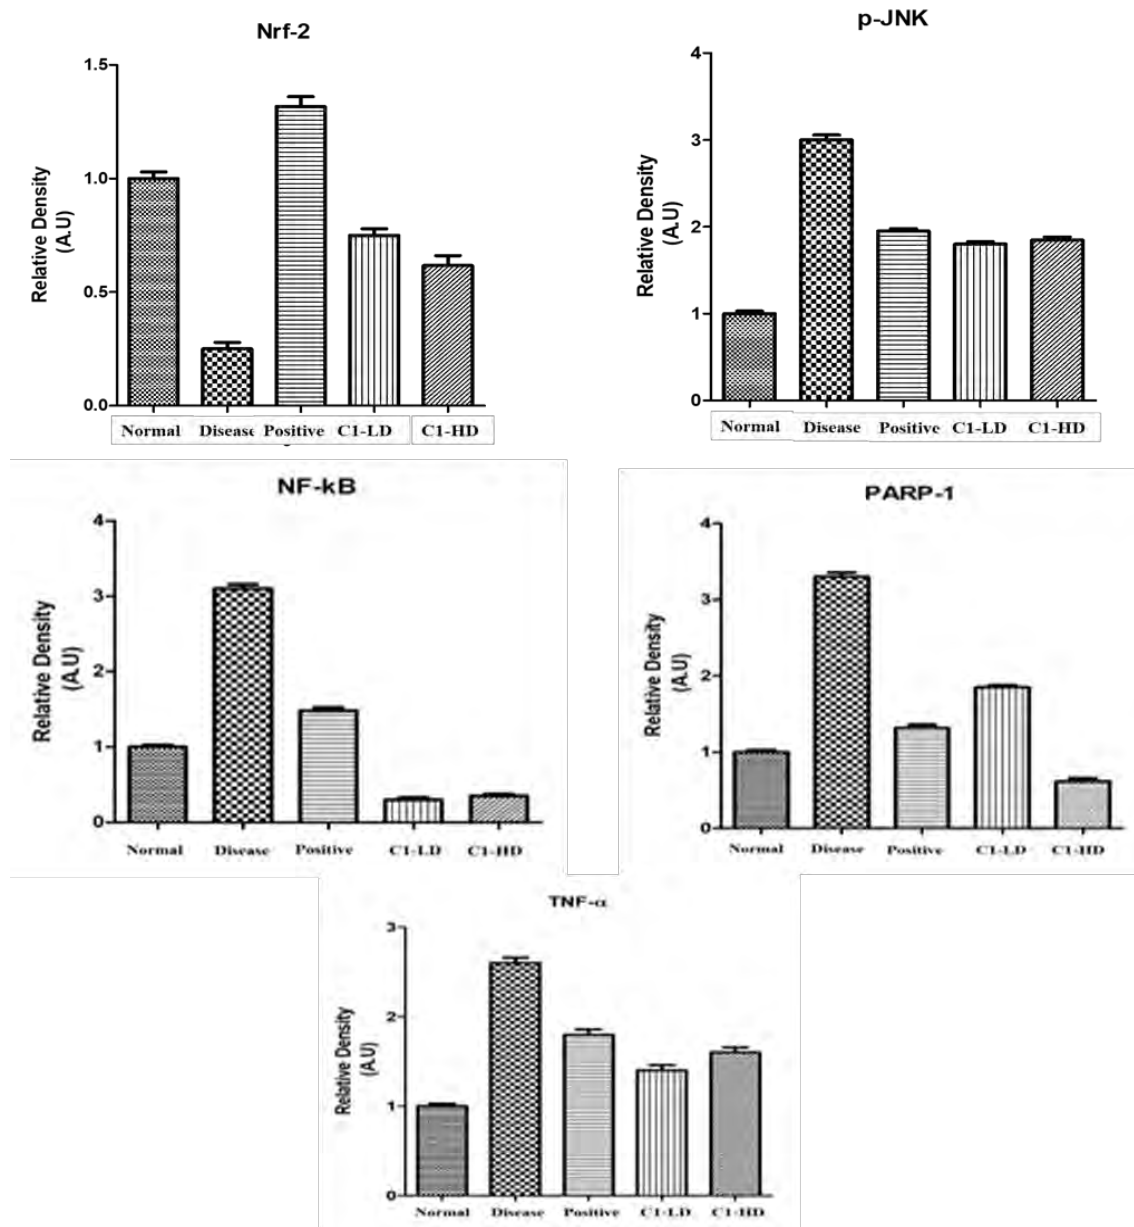 Nrf-2
1.5
1.0
0.5
0.0
Relative Density
(A.U)
Normal Disease Positive C1-LD C1-HD
p-JNK
4
3
2
1
0
Relative Density
(A.U)
Normal Disease Positive C1-LD C1-HD
NF-kB
4
3
2
1
0
Relative Density
(A.U)
Normal Disease Positive C1-LD C1-HD
PARP-1
4
3
2
1
0
Relative Density
(A.U)
Normal Disease Positive C1-LD C1-HD
TNF-α
3
2
1
0
Relative Density
(A.U)
Normal Disease Positive C1-LD C1-HD